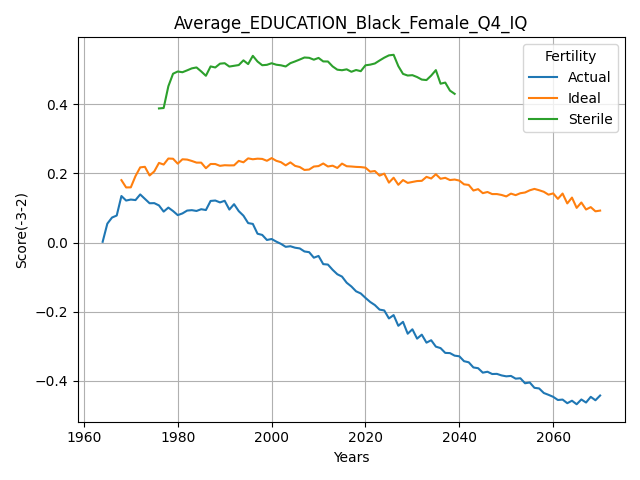 Average_EDUCATION_Black_Female_Q4_IQ
Fertility
Actual
Ideal
Sterile
Score(-3-2)
0.4
0.2
0.0
−0.2
−0.4
1960 1980 2000 2020 2040 2060
Years